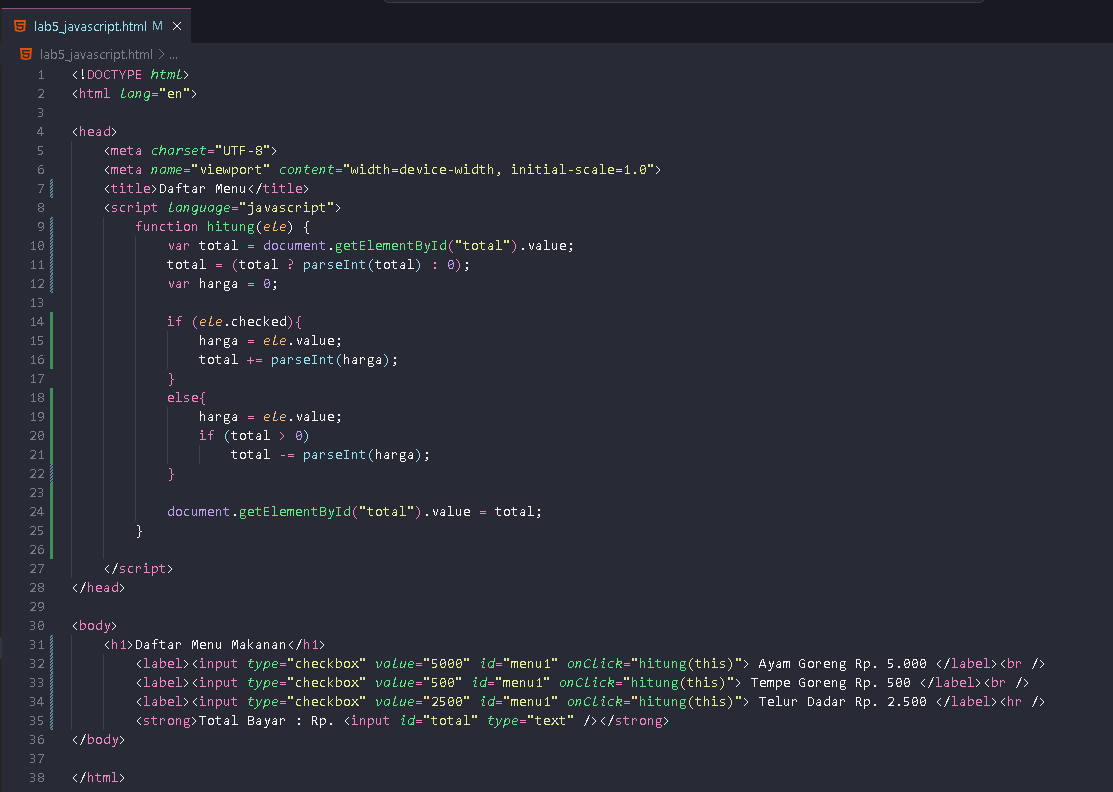 lab5_javascript.html M ×
lab5_javascript.html > ...
1 <!DOCTYPE html>
2 <html lang="en">
3
4 <head>
5 <meta charset="UTF-8">
6 <meta name="viewport" content="width=device-width, initial-scale=1.0">
7 <title>Daftar Menu</title>
8 <script language="javascript">
9 function hitung(ele) {
10 var total = document.getElementById("total").value;
11 total = (total ? parseInt(total) : 0);
12 var harga = 0;
13
14 if (ele.checked){
15 harga = ele.value;
16 total += parseInt(harga);
17 }
18 else{
19 harga = ele.value;
20 if (total > 0)
21 total -= parseInt(harga);
22 }
23
24 document.getElementById("total").value = total;
25 }
26
27 </script>
28 </head>
29
30 <body>
31 <h1>Daftar Menu Makanan</h1>
32 <label><input type="checkbox" value="5000" id="menu1" onClick="hitung(this)"> Ayam Goreng Rp. 5.000 </label><br />
33 <label><input type="checkbox" value="500" id="menu1" onClick="hitung(this)"> Tempe Goreng Rp. 500 </label><br />
34 <label><input type="checkbox" value="2500" id="menu1" onClick="hitung(this)"> Telur Dadar Rp. 2.500 </label><hr />
35 <strong>Total Bayar : Rp. <input id="total" type="text" /></strong>
36 </body>
37
38 </html>